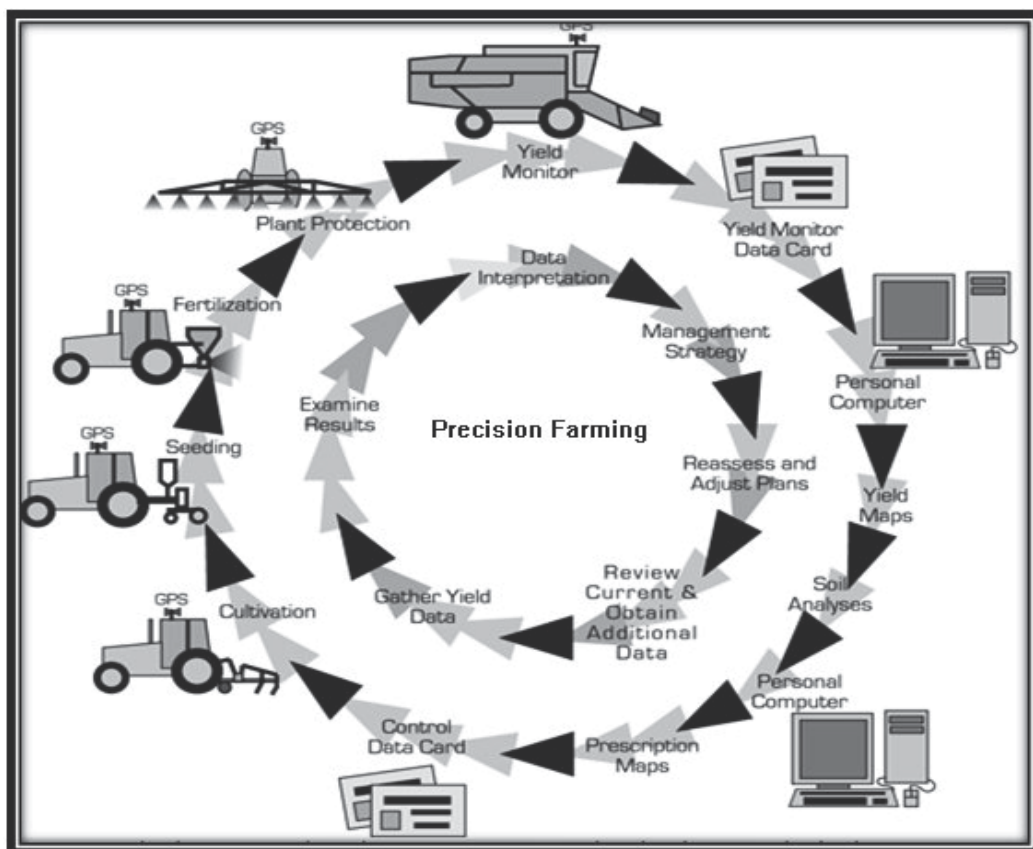 GPS
Yield
Monitor
Yield Monitor
Data Card
Personal
Computer
Yield
Maps
Soil
Analyses
Personal
Computer
Prescription
Maps
Control
Data Card
Cultivation
GPS
Seeding
GPS
Fertilization
GPS
Plant Protection
GPS
Data
Interpretation
Management
Strategy
Reassess and
Adjust Plans
Review
Current &
Obtain
Additional
Data
Gather Yield
Data
Examine
Results
Precision Farming